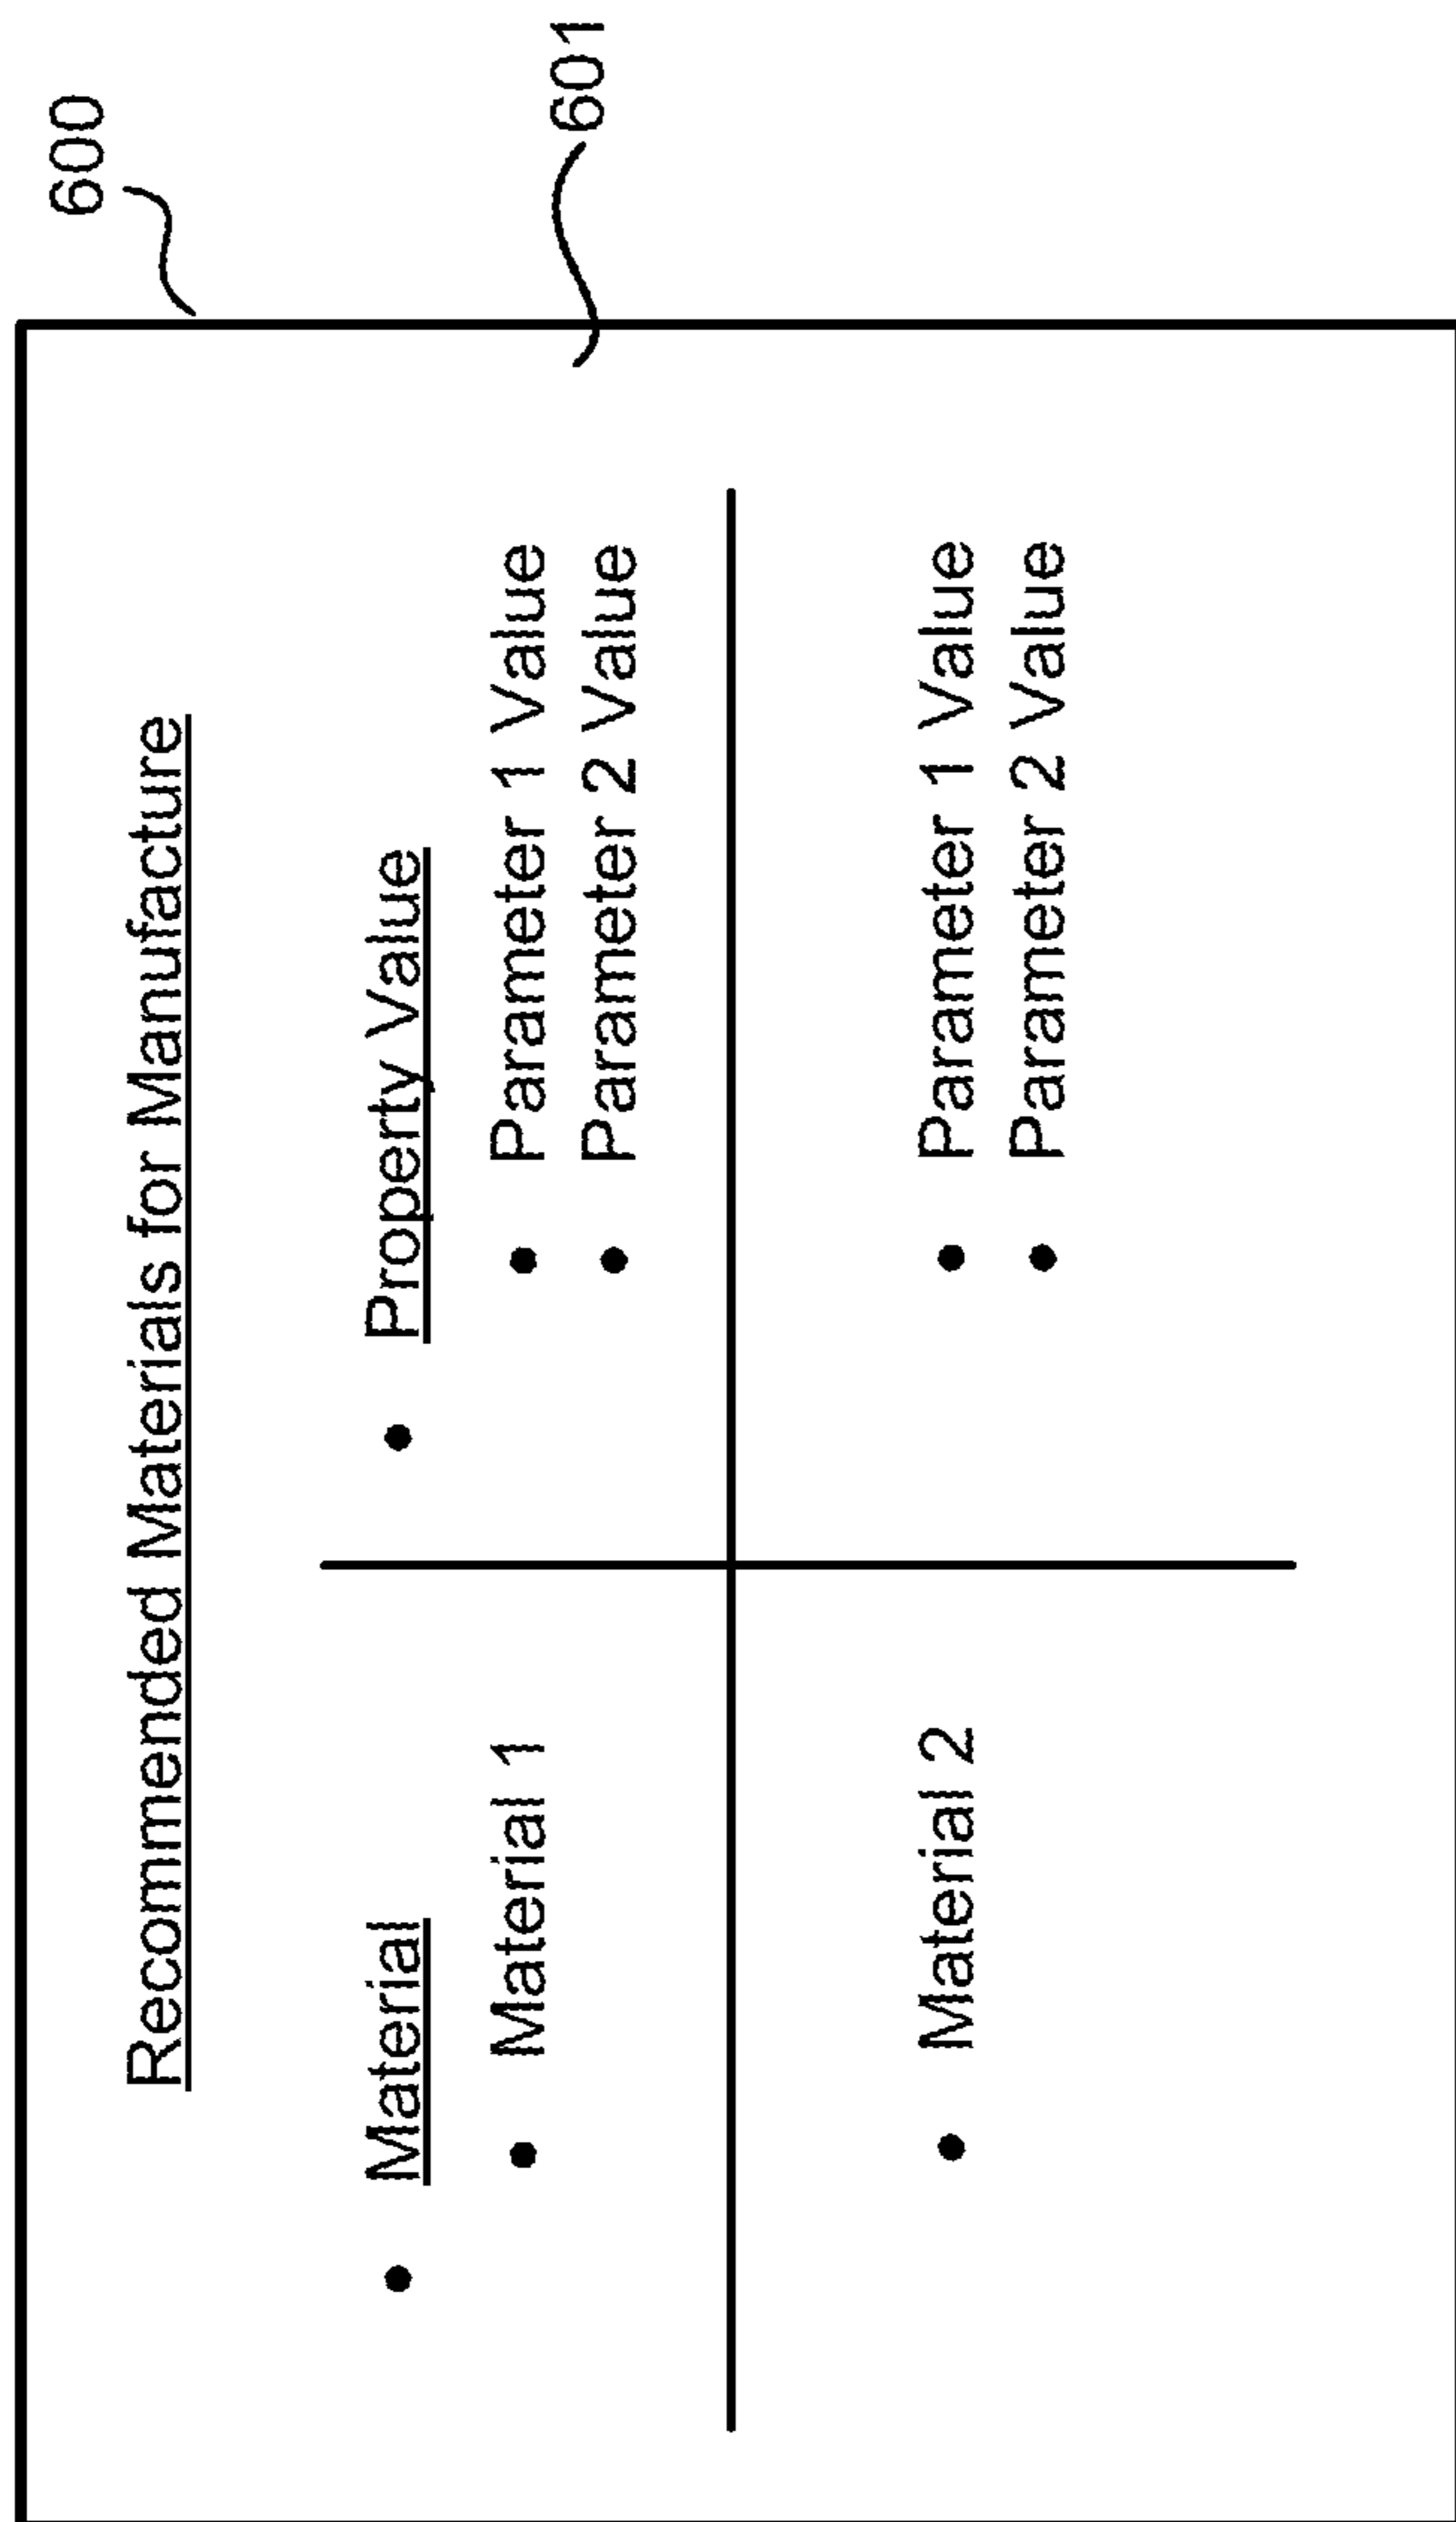 600
Recommended Materials for Manufacture
• Material
• Property Value
601
• Material 1
• Parameter 1 Value
• Parameter 2 Value
• Material 2
• Parameter 1 Value
• Parameter 2 Value